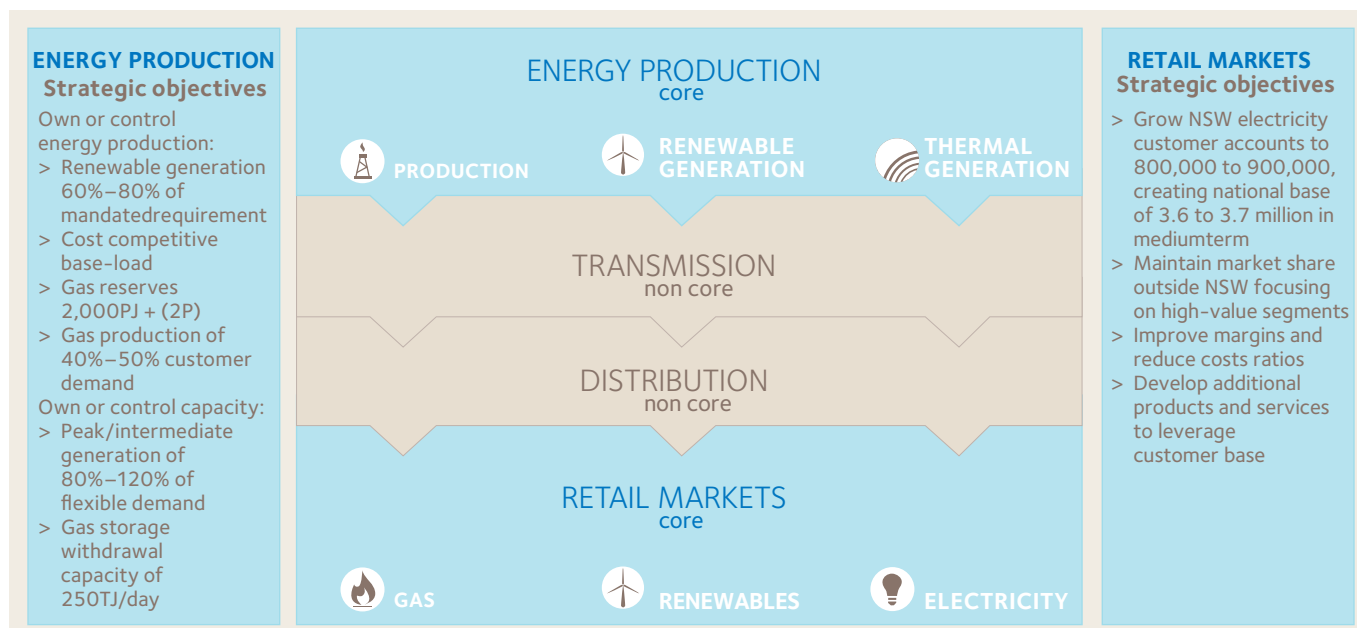 ENERGY PRODUCTION
Strategic objectives
Own or control
energy production:
> Renewable generation
60%–80% of
mandatedrequirement
> Cost competitive
base-load
> Gas reserves
2,000PJ + (2P)
> Gas production of
40%–50% customer
demand
Own or control capacity:
> Peak/intermediate
generation of
80%–120% of
flexible demand
> Gas storage
withdrawal
capacity of
250TJ/day
ENERGY PRODUCTION
core
PRODUCTION
RENEWABLE
GENERATION
THERMAL
GENERATION
TRANSMISSION
non core
DISTRIBUTION
non core
RETAIL MARKETS
core
GAS
RENEWABLES
ELECTRICITY
RETAIL MARKETS
Strategic objectives
> Grow NSW electricity
customer accounts to
800,000 to 900,000,
creating national base
of 3.6 to 3.7 million in
mediumterm
> Maintain market share
outside NSW focusing
on high-value segments
> Improve margins and
reduce costs ratios
> Develop additional
products and services
to leverage
customer base